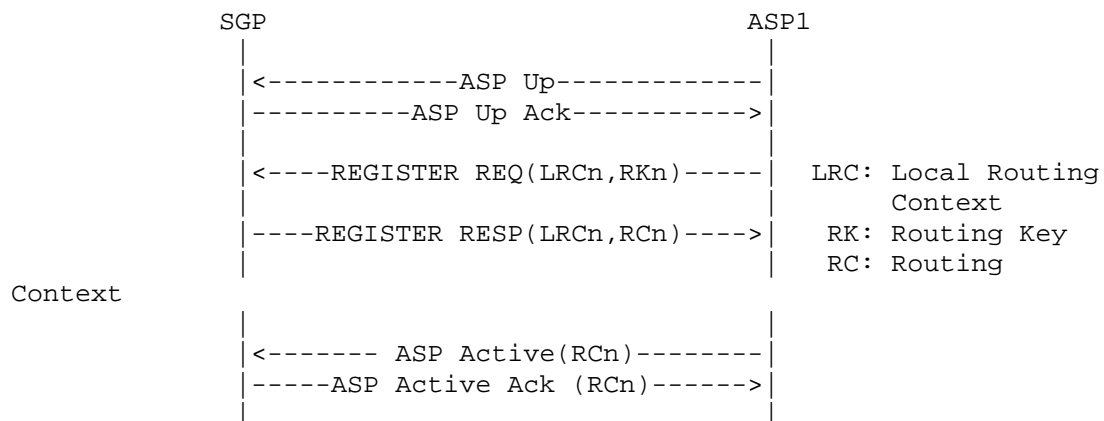 SGP ASP1
| |
|<------------ASP Up-------------|
|----------ASP Up Ack----------->|
| |
|<----REGISTER REQ(LRCn,RKn)-----| LRC: Local Routing
| | Context
|----REGISTER RESP(LRCn,RCn)---->| RK: Routing Key
| | RC: Routing
Context
| |
|<------- ASP Active(RCn)--------|
|-----ASP Active Ack (RCn)------>|
| |